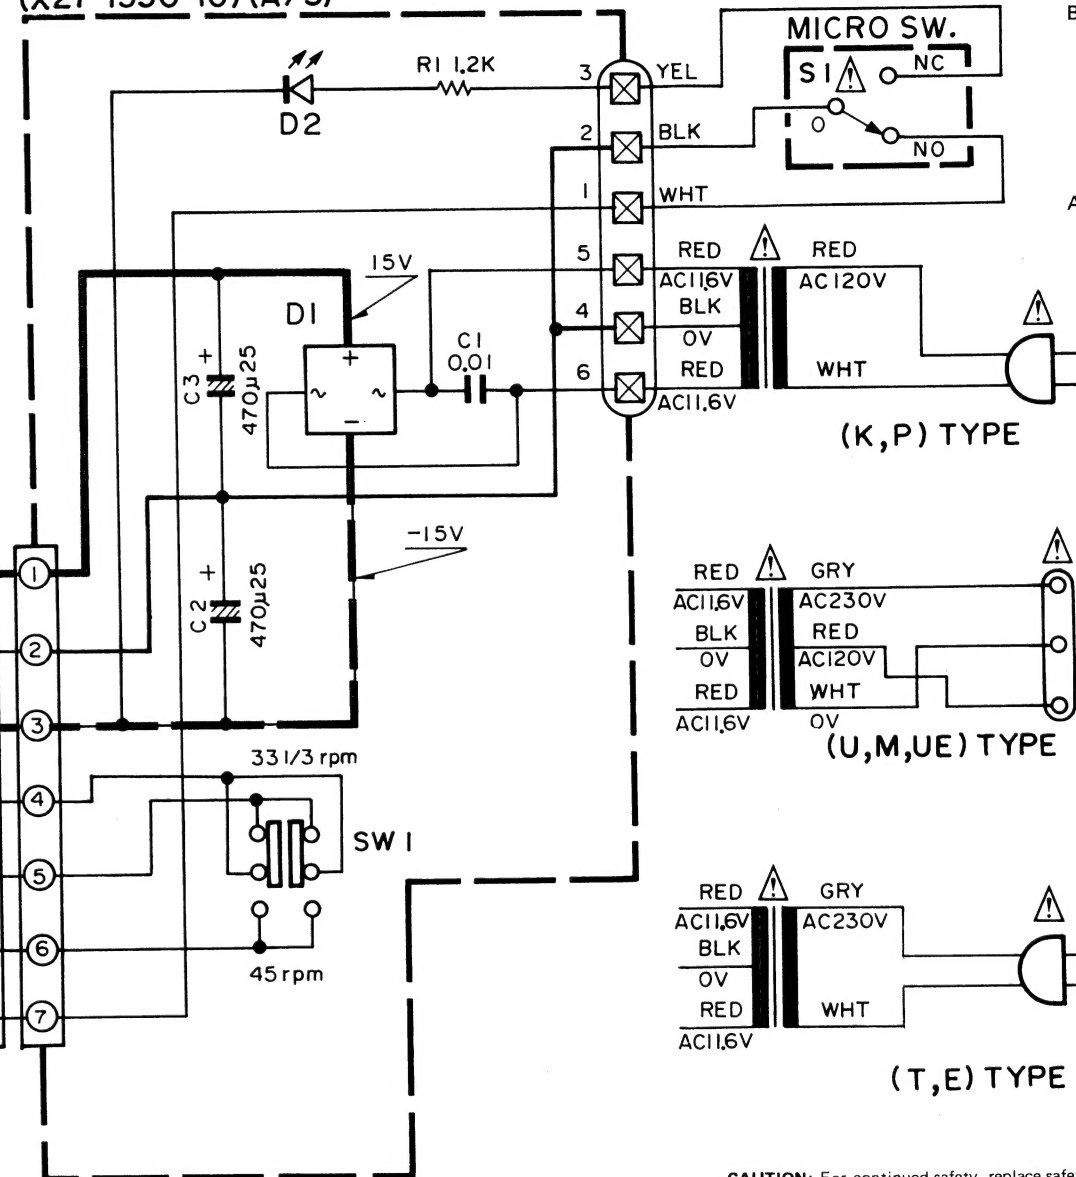 MICRO SW.
S1
NC
O
NO
R1 1.2K
D2
3 YEL
2 BLK
1 WHT
5 RED
AC11.6V
BLK
4
0V
RED
6
AC11.6V
RED
AC120V
WHT
(K,P) TYPE
15V
D1
+
~ ~
−
C1
0.01
C3 +
470μ25
-15V
C2 +
470μ25
1
2
3
4
5
6
7
33 1/3 rpm
SW 1
45 rpm
RED GRY
AC11.6V AC230V
BLK RED
0V AC120V
RED WHT
AC11.6V 0V
(U,M,UE) TYPE
RED GRY
AC11.6V AC230V
BLK
0V
RED WHT
AC11.6V
(T,E) TYPE